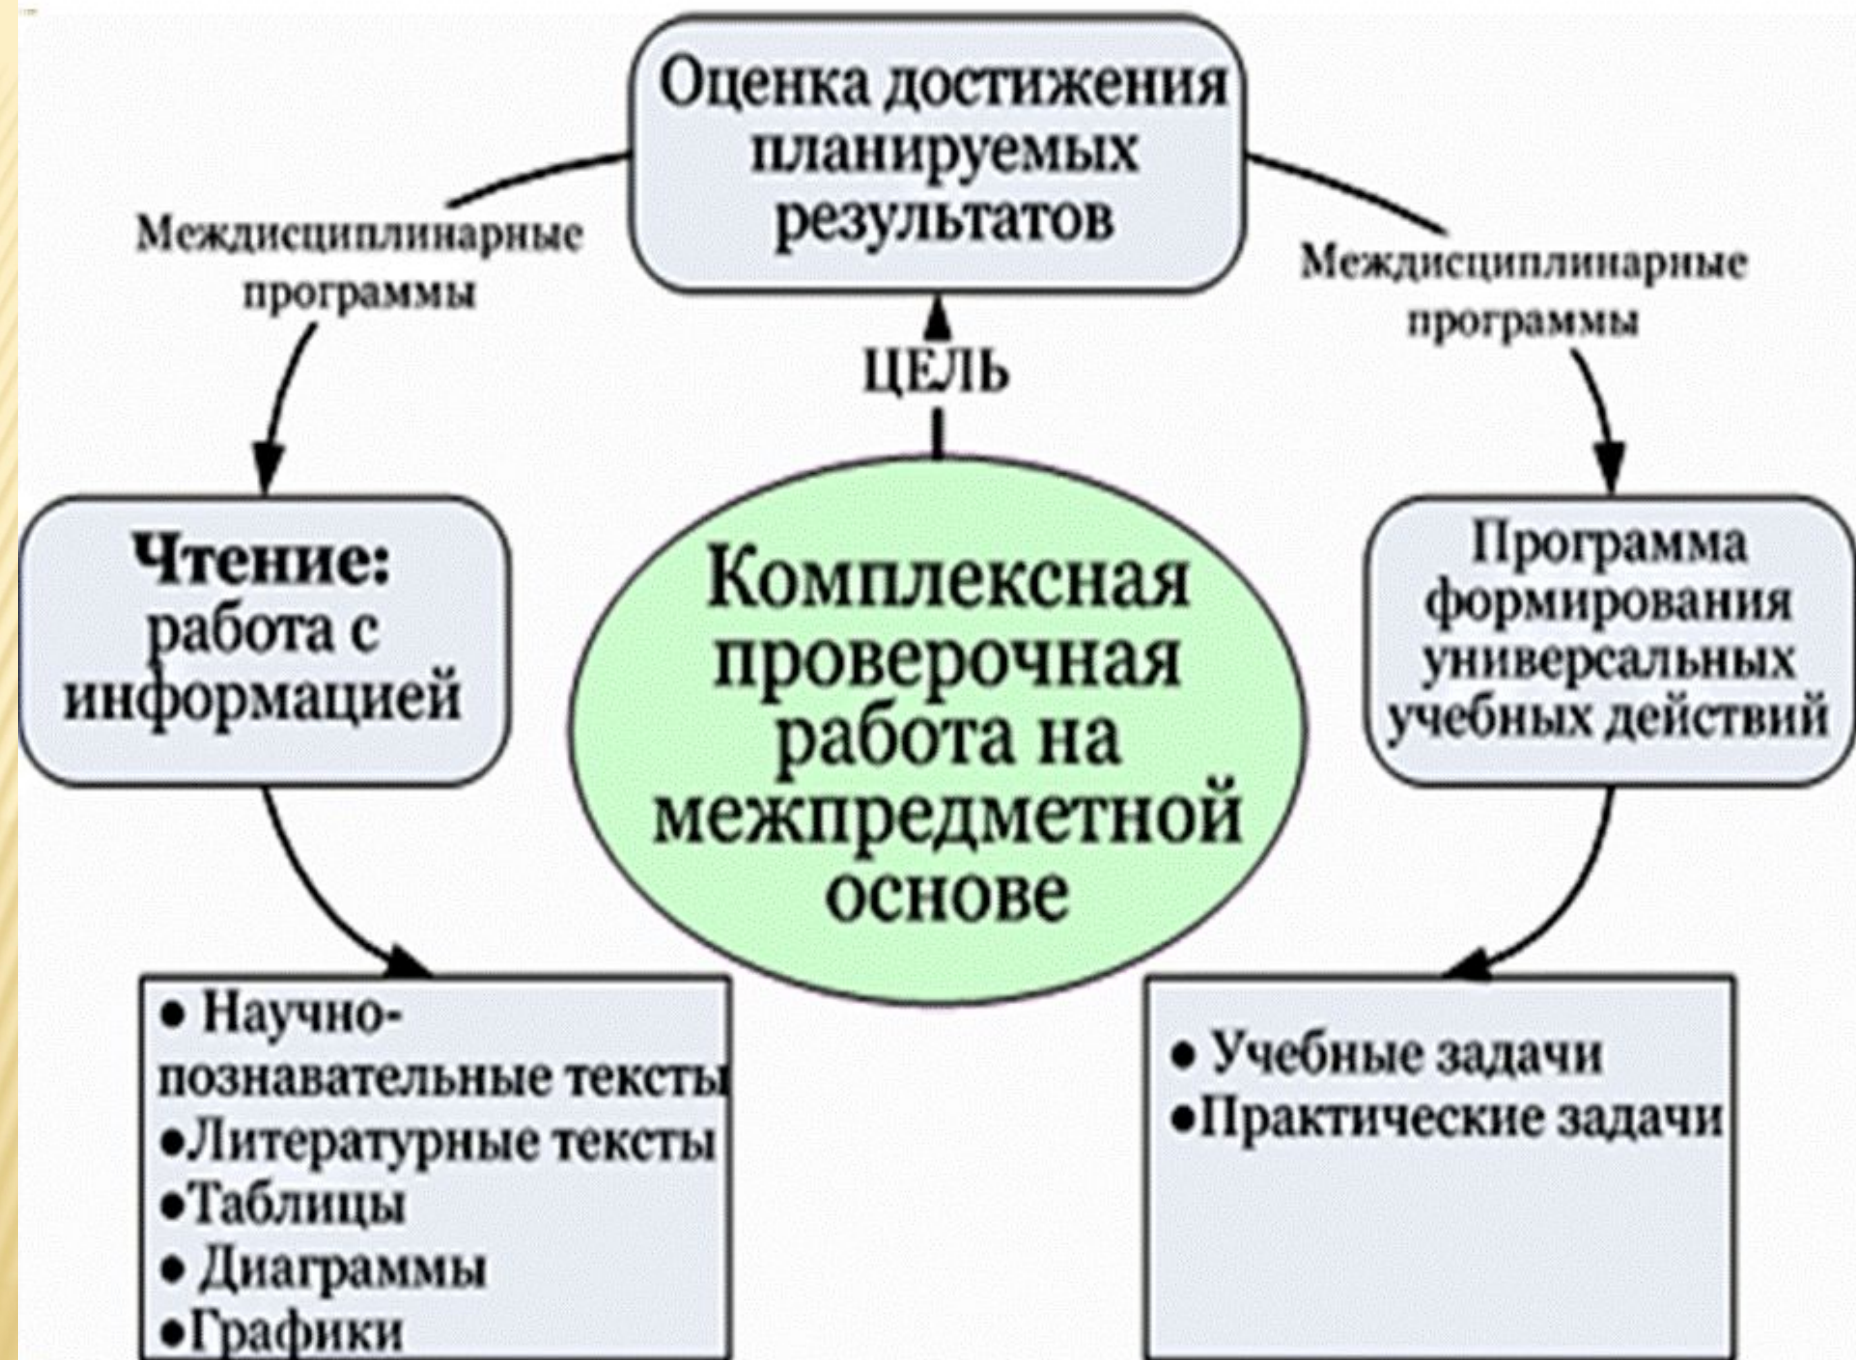 Оценка достижения
планируемых
результатов
Междисциплинарные
программы
Междисциплинарные
программы
ЦЕЛЬ
Чтение:
работа с
информацией
Комплексная
проверочная
работа на
межпредметной
основе
Программа
формирования
универсальных
учебных действий
● Научно-
познавательные тексты
●Литературные тексты
●Таблицы
● Диаграммы
●Графики
● Учебные задачи
●Практические задачи